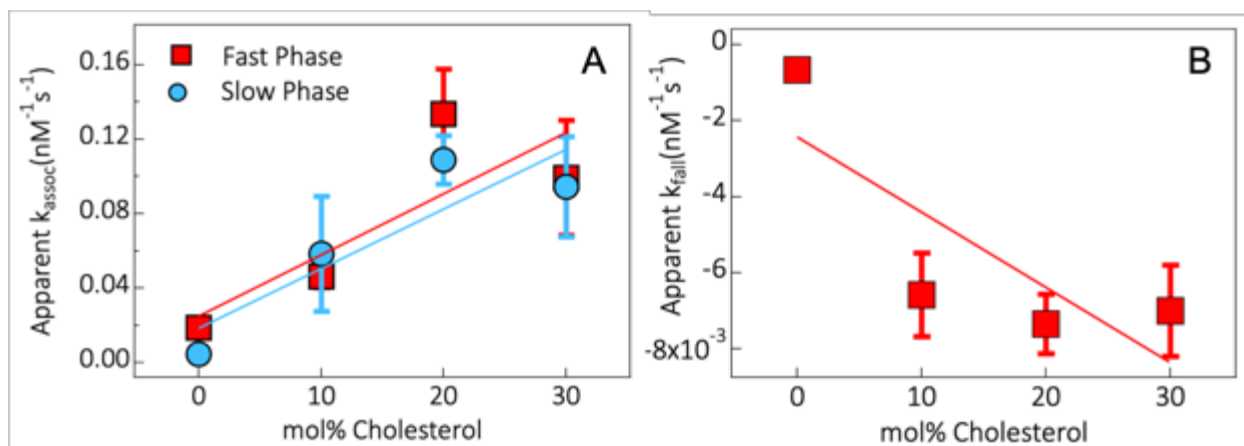 A
Fast Phase
Slow Phase
Apparent k_assoc(nM⁻¹s⁻¹)
0.16
0.12
0.08
0.04
0.00
0 10 20 30
mol% Cholesterol
B
Apparent k_fall(nM⁻¹s⁻¹)
0
-2
-4
-6
-8x10⁻³
0 10 20 30
mol% Cholesterol